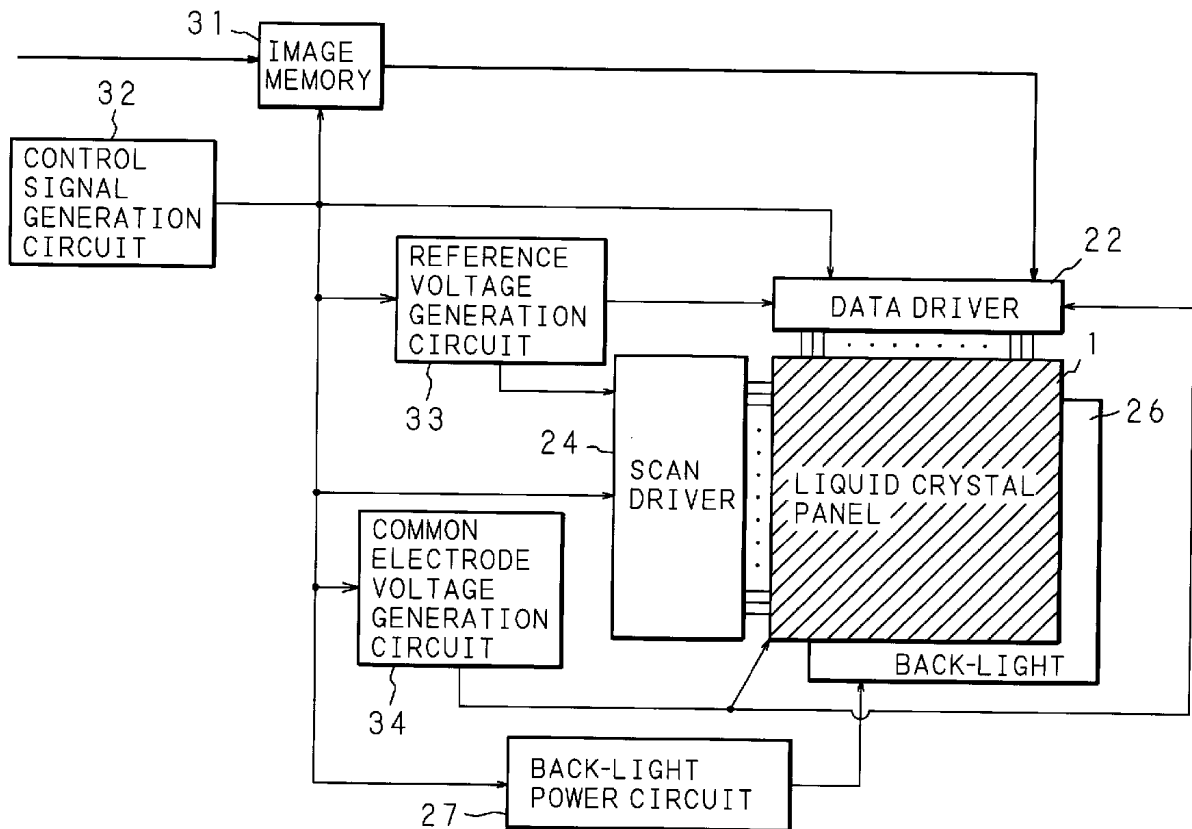 31
IMAGE
MEMORY
32
CONTROL
SIGNAL
GENERATION
CIRCUIT
REFERENCE
VOLTAGE
GENERATION
CIRCUIT
33
22
DATA DRIVER
1
26
24
SCAN
DRIVER
LIQUID CRYSTAL
PANEL
COMMON
ELECTRODE
VOLTAGE
GENERATION
CIRCUIT
34
BACK-LIGHT
BACK-LIGHT
POWER CIRCUIT
27